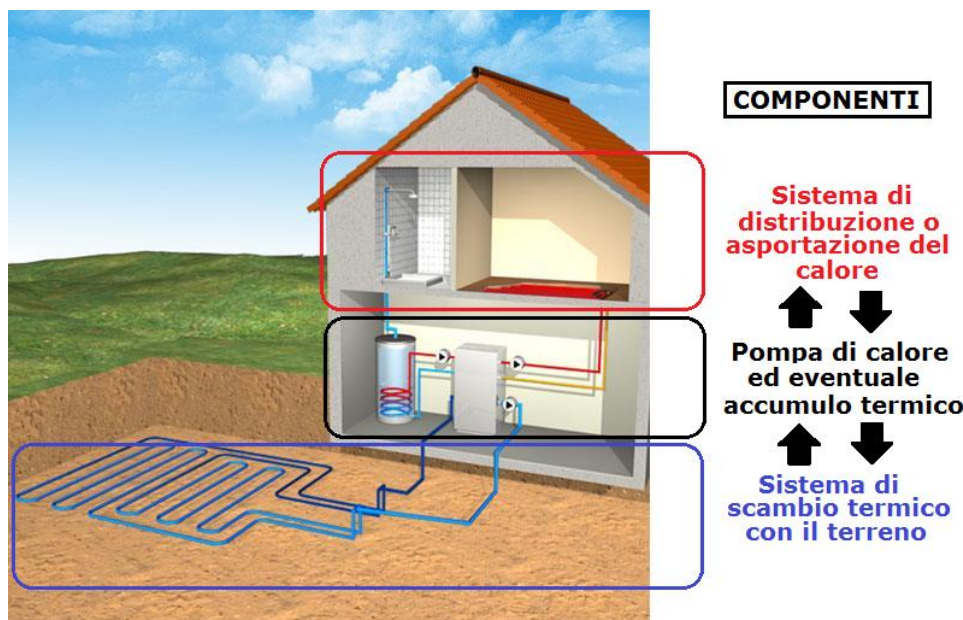 COMPONENTI
Sistema di
distribuzione o
asportazione del
calore
Pompa di calore
ed eventuale
accumulo termico
Sistema di
scambio termico
con il terreno